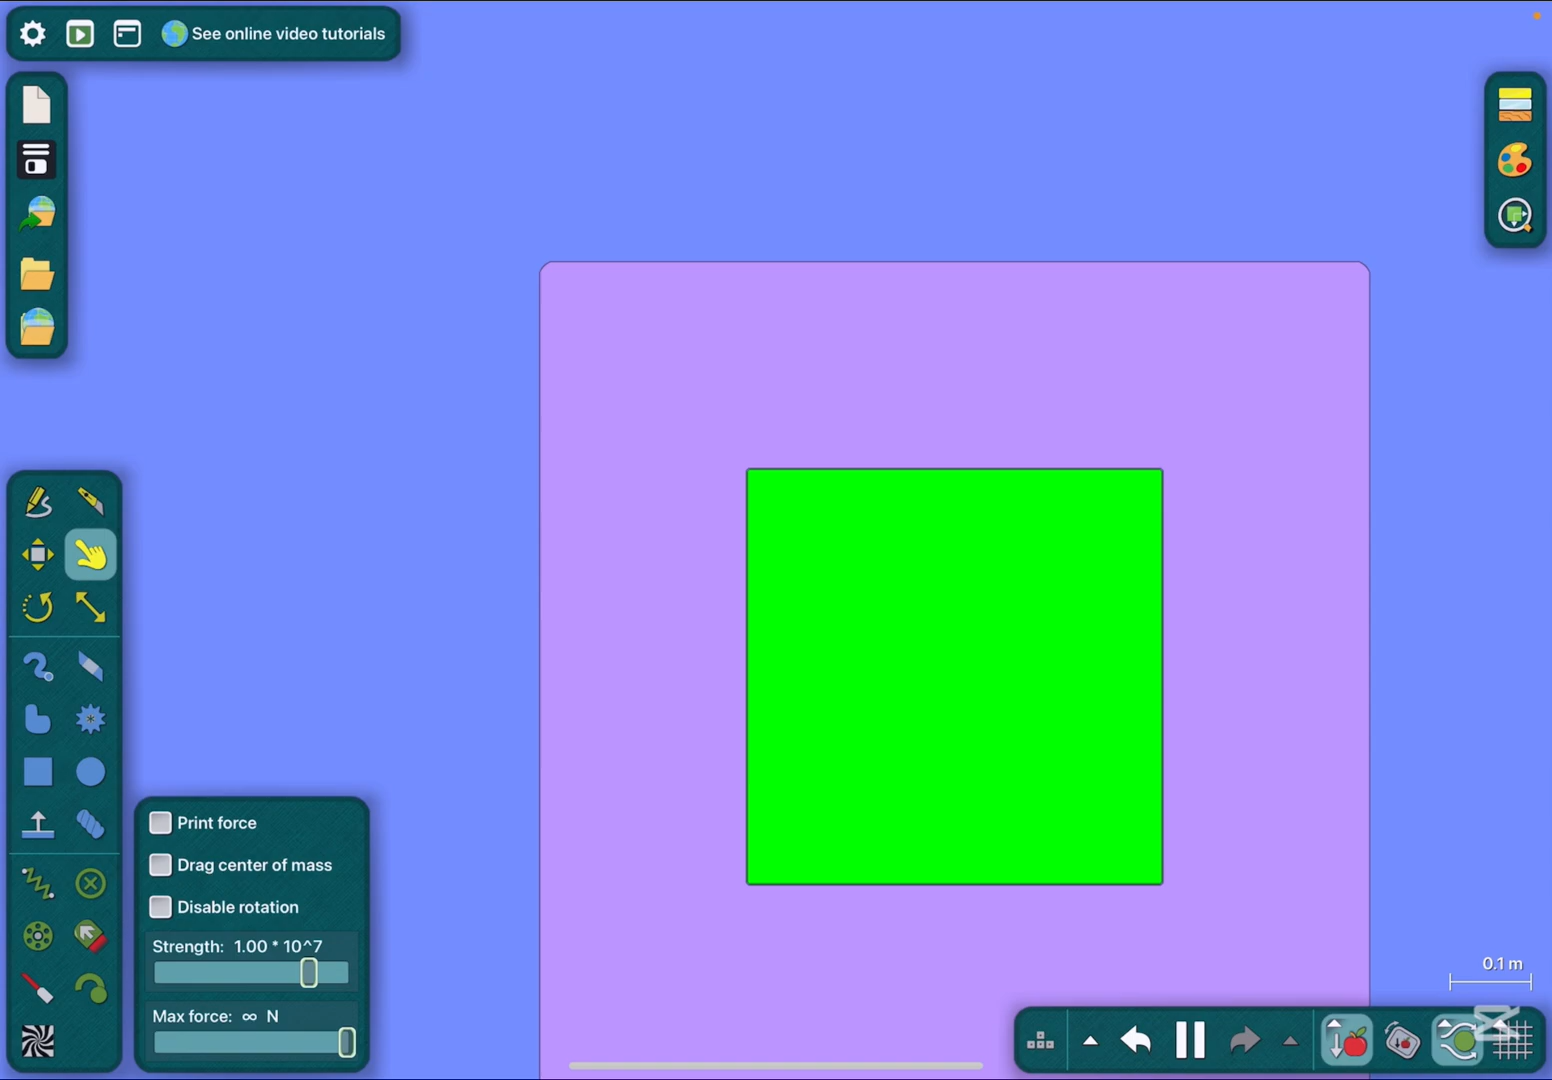 See online video tutorials
Print force
Drag center of mass
Disable rotation
Strength: 1.00 * 10^7
Max force: ∞ N
0.1 m